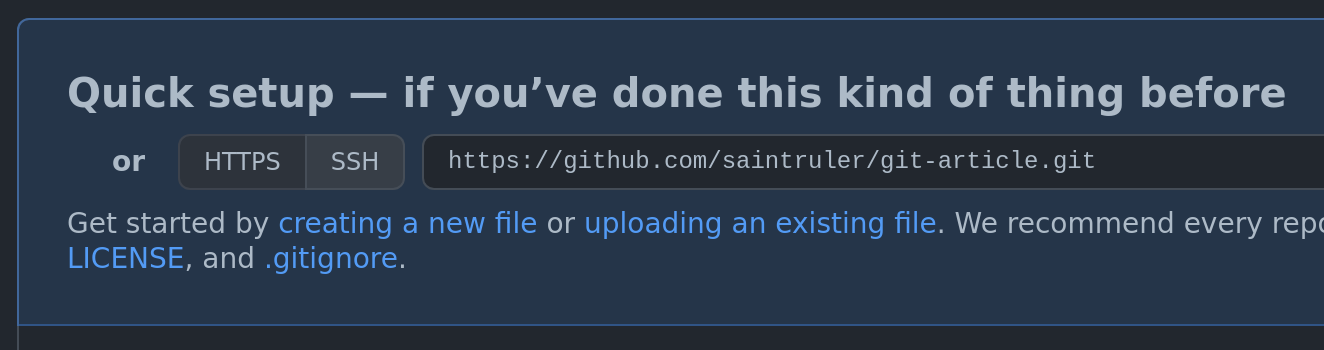 Quick setup — if you’ve done this kind of thing before
or HTTPS SSH https://github.com/saintruler/git-article.git
Get started by creating a new file or uploading an existing file. We recommend every
LICENSE, and .gitignore.